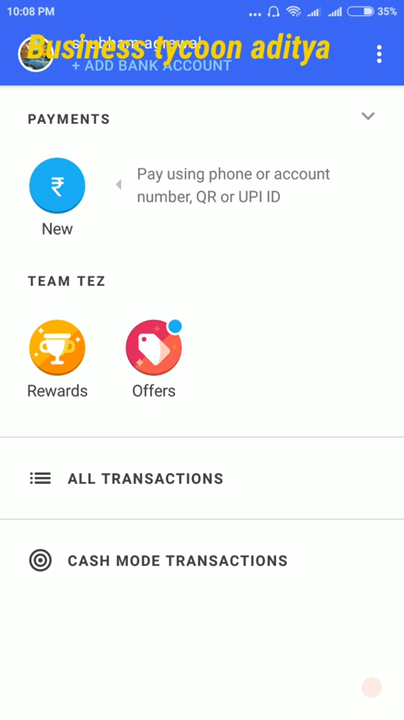 10:08 PM
35%
Business tycoon aditya
shubham agrawal
+ ADD BANK ACCOUNT
PAYMENTS
₹
Pay using phone or account
number, QR or UPI ID
New
TEAM TEZ
Rewards
Offers
ALL TRANSACTIONS
CASH MODE TRANSACTIONS